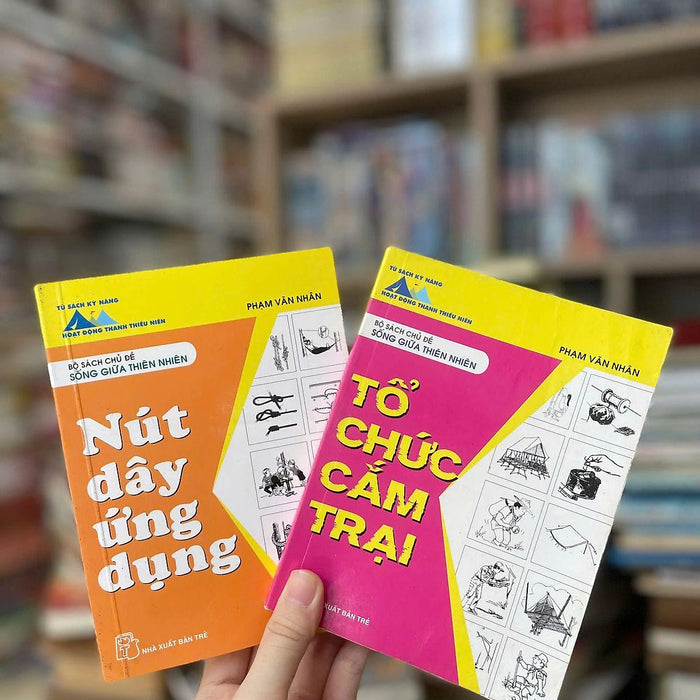 TỦ SÁCH KỸ NĂNG
HOẠT ĐỘNG THANH THIẾU NIÊN
PHẠM VĂN NHÂN
BỘ SÁCH CHỦ ĐỀ
SỐNG GIỮA THIÊN NHIÊN
Nút
dây
ứng
dụng
NHÀ XUẤT BẢN TRẺ
TỦ SÁCH KỸ NĂNG
HOẠT ĐỘNG THANH THIẾU NIÊN
PHẠM VĂN NHÂN
BỘ SÁCH CHỦ ĐỀ
SỐNG GIỮA THIÊN NHIÊN
TỔ
CHỨC
CẮM
TRẠI
XUẤT BẢN TRẺ